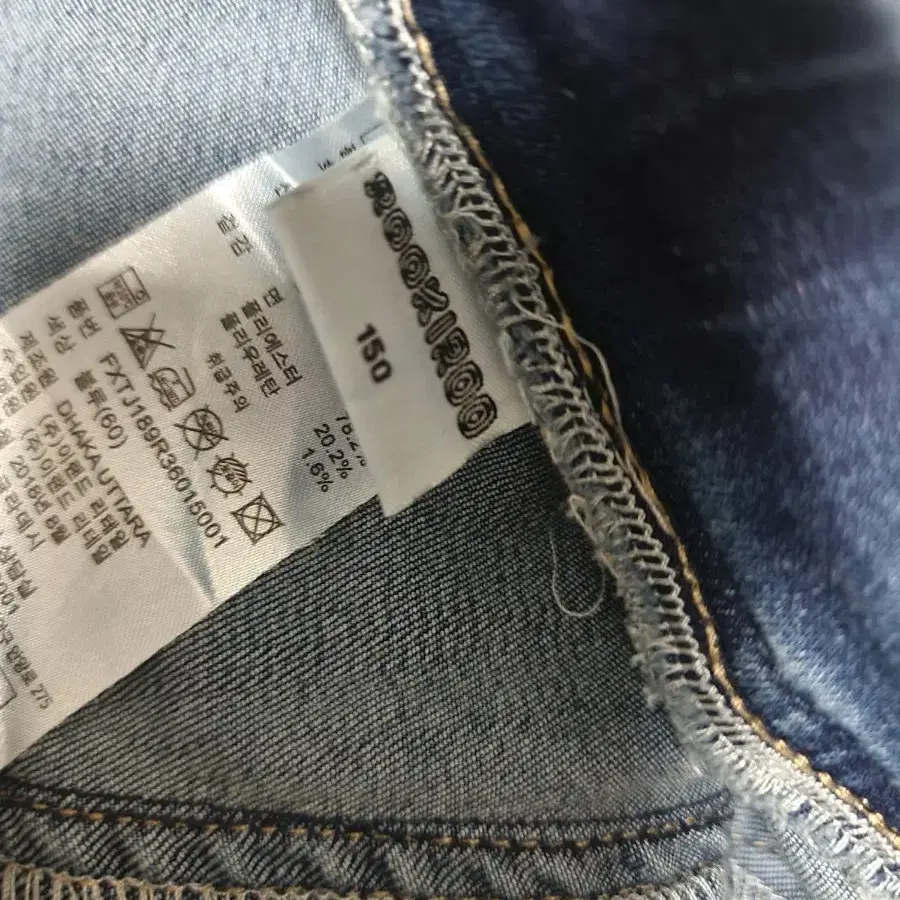 ROOKIROO
150
겉감
면
폴리에스터 20.2%
폴리우레탄 1.6%
취급주의
품번 FXTJ189R36015001
색상 블루(60)
제조원 DHAKA UTTARA
(주)이랜드 리테일
(주)이랜드 리테일
2018년 8월
275